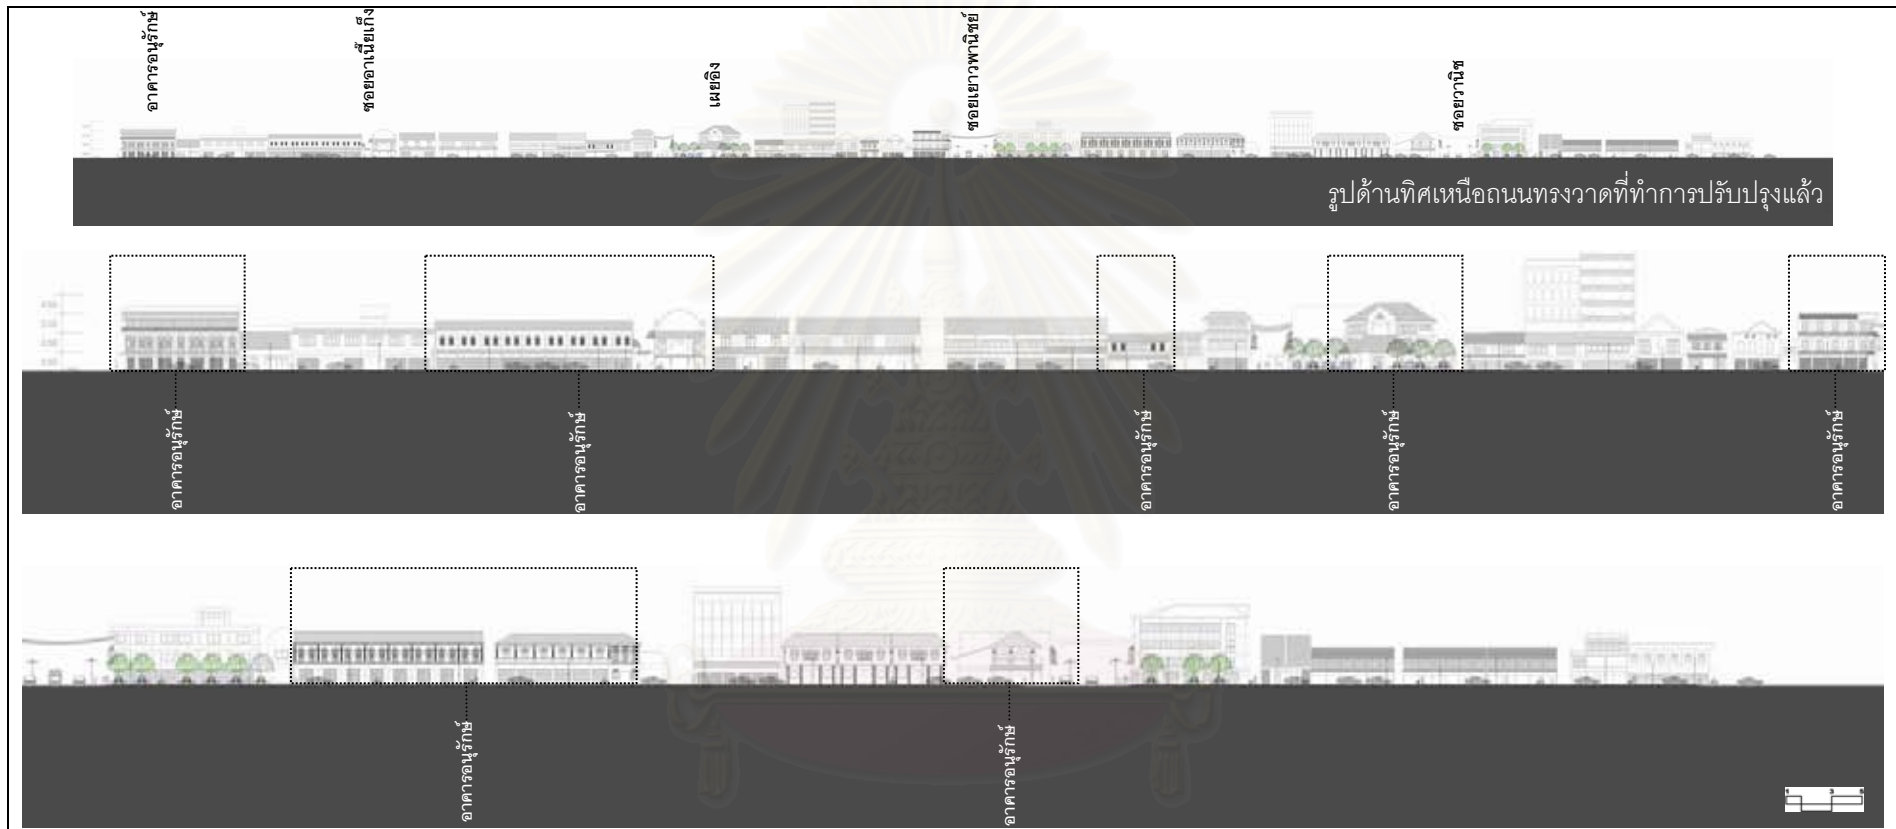 อาคารอนุรักษ์
ซอยอาเนี้ยเก็ง
เผยอิง
ซอยเยาวพานิชย์
ซอยวานิช
รูปด้านทิศเหนือถนนทรงวาดที่ทำการปรับปรุงแล้ว
อาคารอนุรักษ์
อาคารอนุรักษ์
อาคารอนุรักษ์
อาคารอนุรักษ์
อาคารอนุรักษ์
อาคารอนุรักษ์
อาคารอนุรักษ์
1 3 5